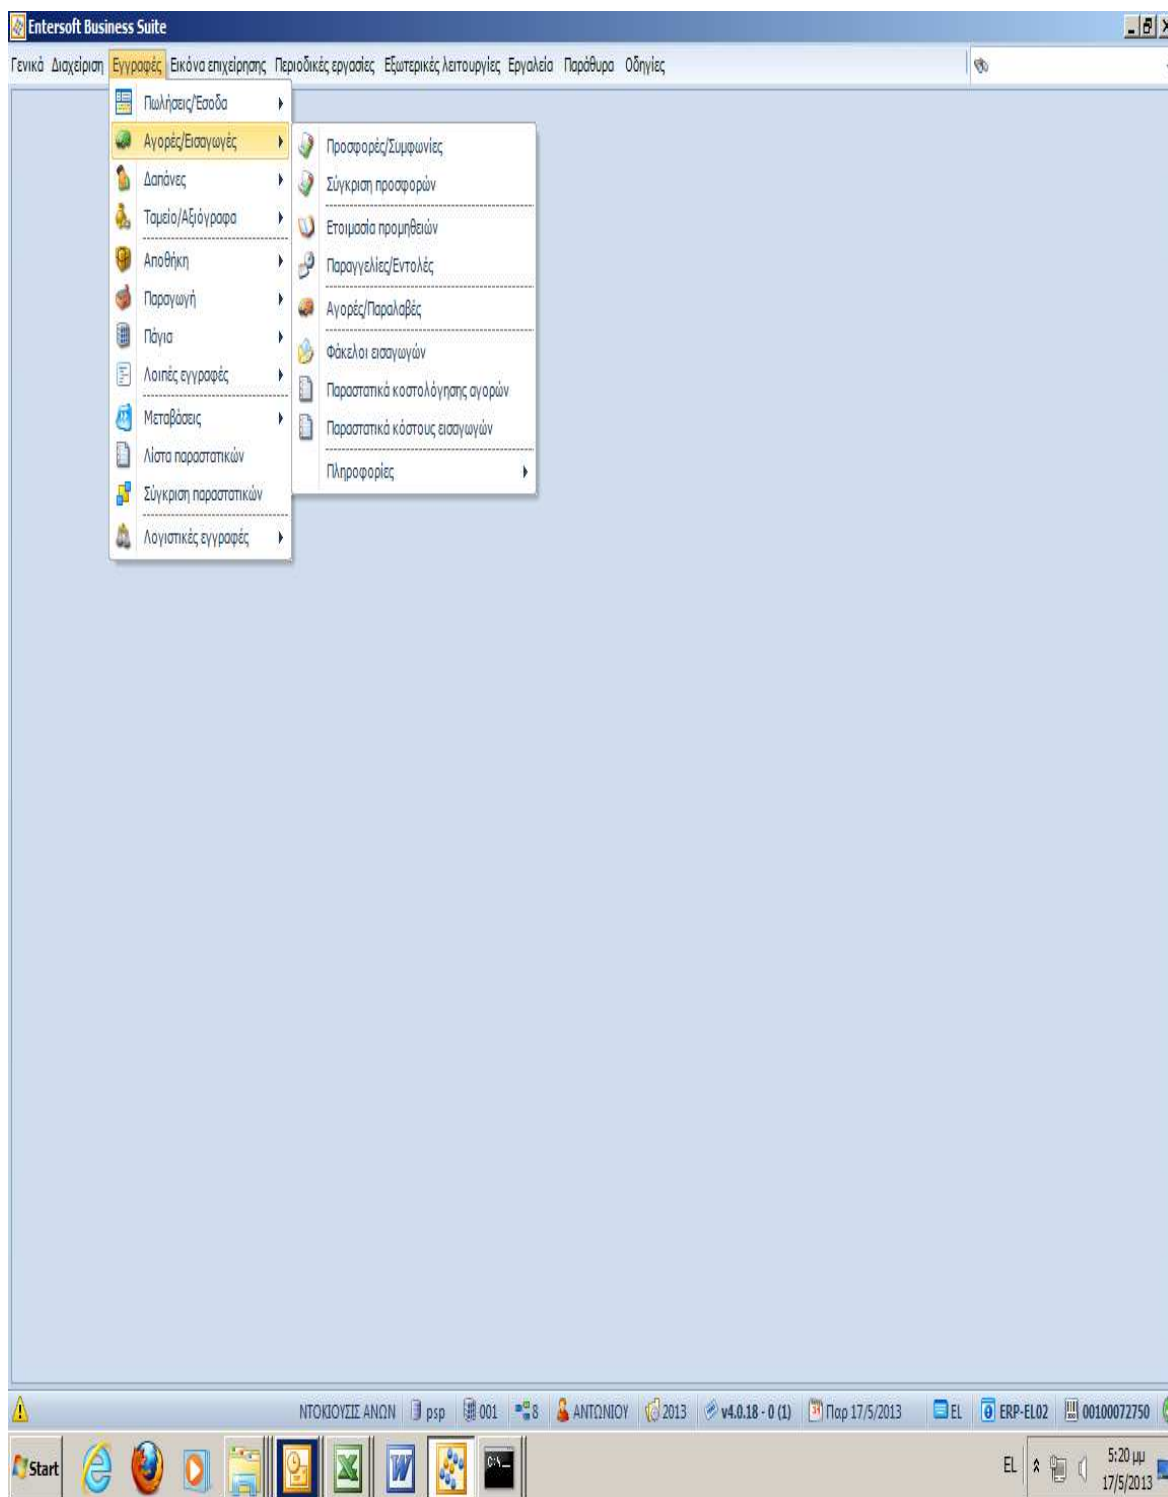 Entersoft Business Suite
Γενικά Διαχείριση Εγγραφές Εικόνα επιχείρησης Περιοδικές εργασίες Εξωτερικές λειτουργίες Εργαλεία Παράθυρα Οδηγίες
Πωλήσεις/Έσοδα
Αγορές/Εισαγωγές
Δαπάνες
Ταμείο/Αξιόγραφα
Αποθήκη
Παραγωγή
Πάγια
Λοιπές εγγραφές
Μεταβάσεις
Λίστα παραστατικών
Σύγκριση παραστατικών
Λογιστικές εγγραφές
Προσφορές/Συμφωνίες
Σύγκριση προσφορών
Ετοιμασία προμηθειών
Παραγγελίες/Εντολές
Αγορές/Παραλαβές
Φάκελοι εισαγωγών
Παραστατικά κοστολόγησης αγορών
Παραστατικά κόστους εισαγωγών
Πληροφορίες
ΝΤΟΚΙΟΥΣΙΣ ΑΝΩΝ psp 001 8 ΑΝΤΩΝΙΟΥ 2013 v4.0.18 - 0 (1) Παρ 17/5/2013 EL ERP-EL02 00100072750
Start EL 5:20 μμ
17/5/2013